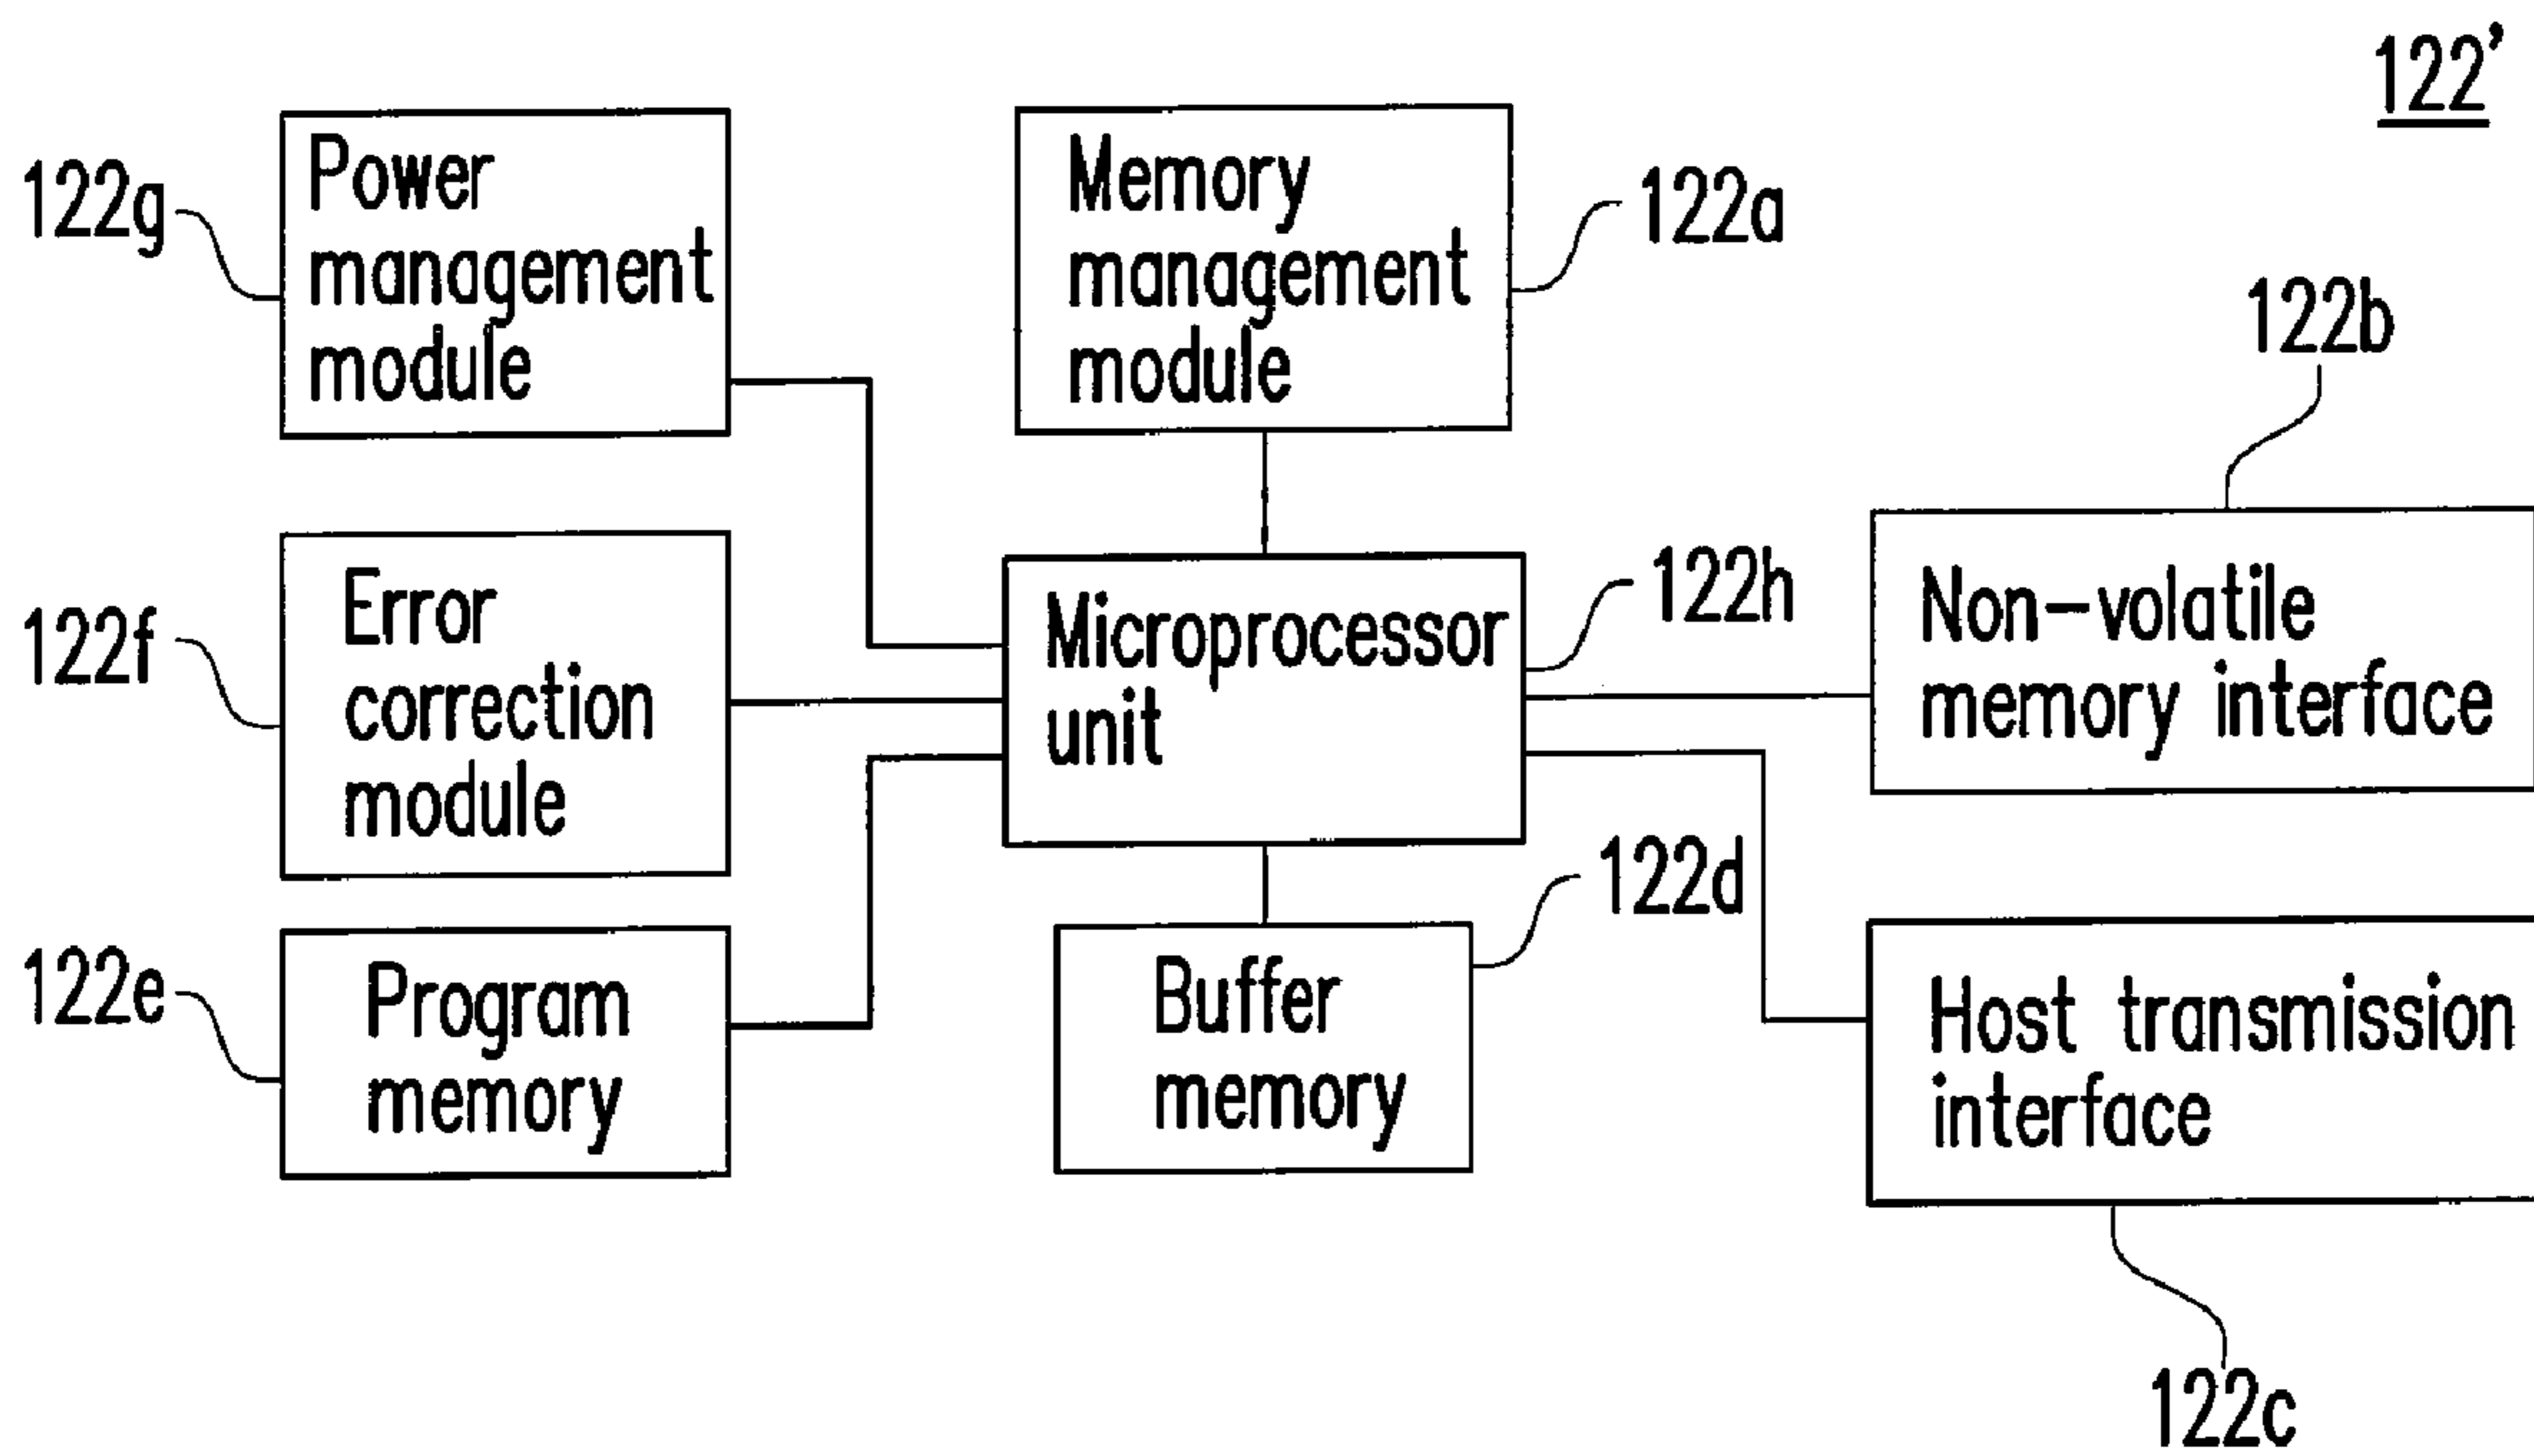 122'
122g
Power
management
module
Memory
management
module
122a
122b
122f
Error
correction
module
Microprocessor
unit
122h
Non-volatile
memory interface
122e
Program
memory
Buffer
memory
122d
Host transmission
interface
122c